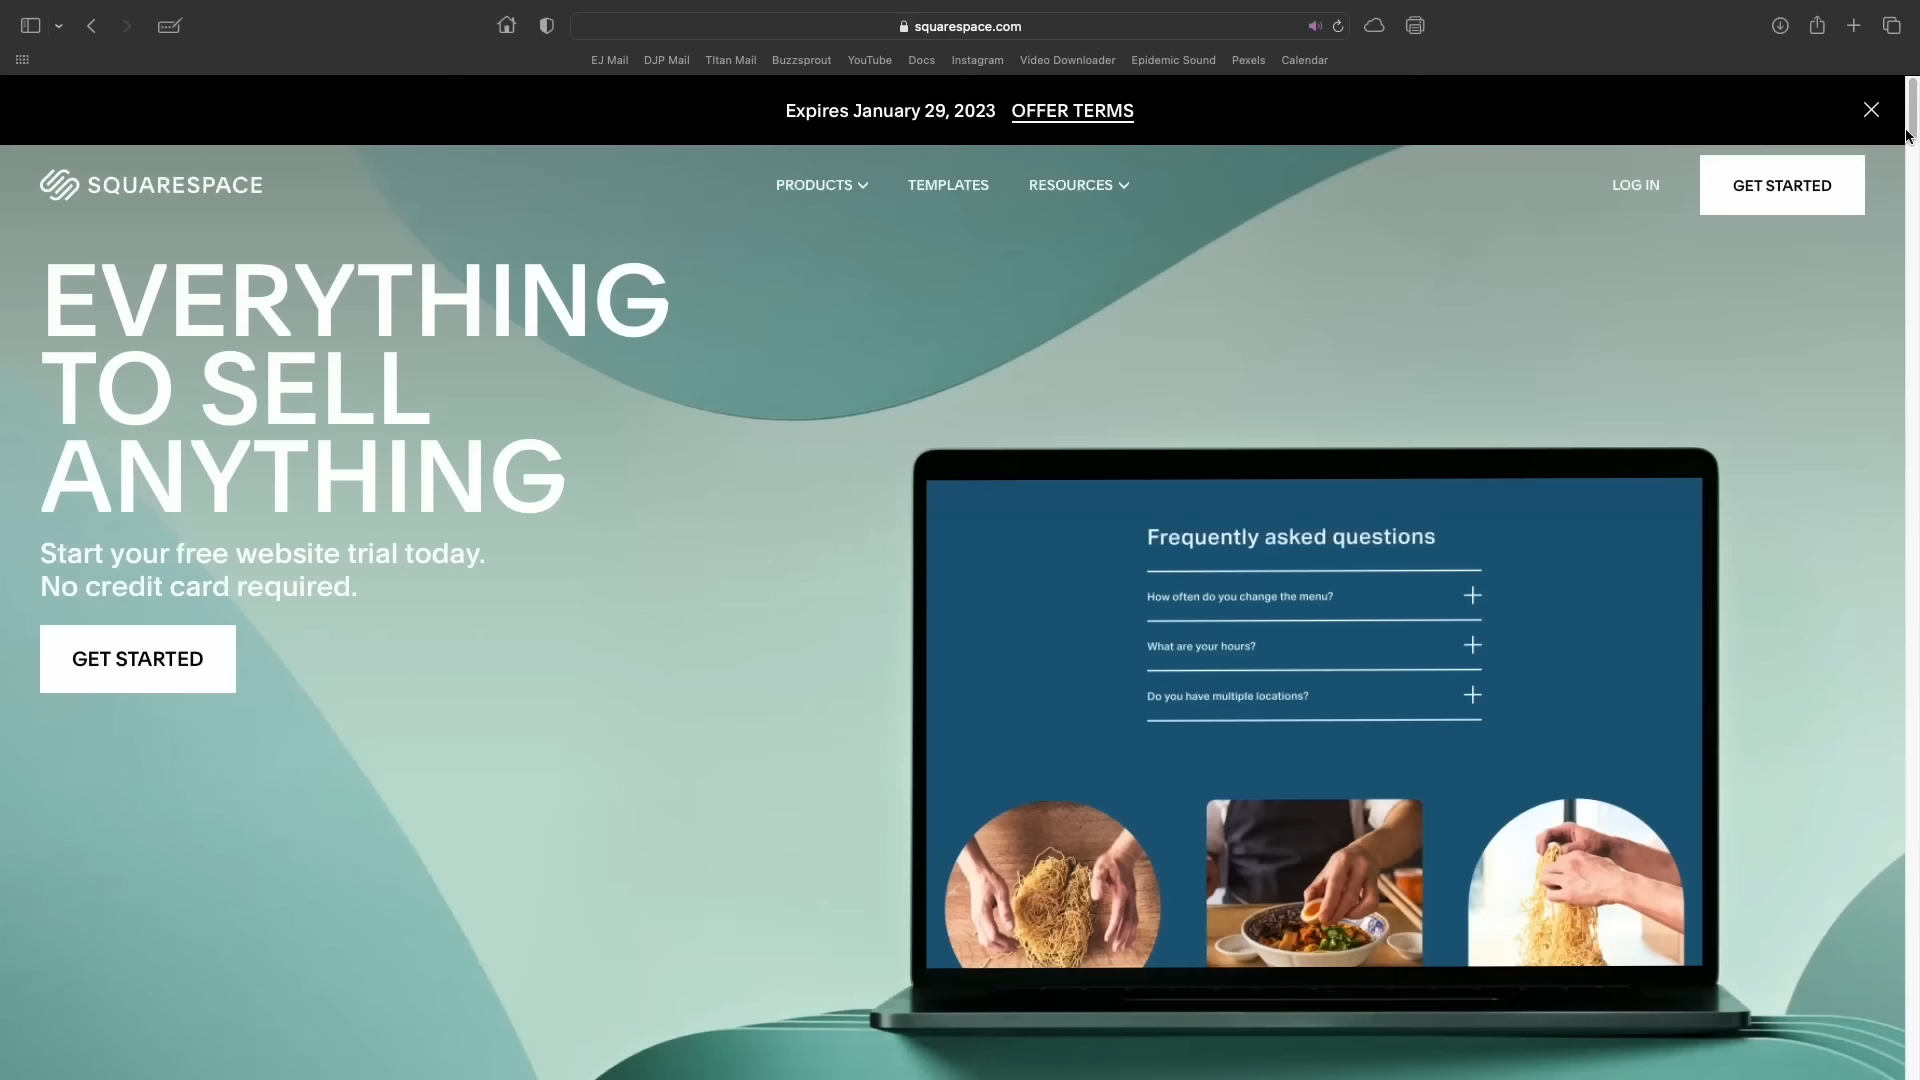 squarespace.com
EJ Mail DJP Mail TItan Mail Buzzsprout YouTube Docs Instagram Video Downloader Epidemic Sound Pexels Calendar
Expires January 29, 2023 OFFER TERMS
SQUARESPACE PRODUCTS TEMPLATES RESOURCES LOG IN GET STARTED
EVERYTHING
TO SELL
ANYTHING
Start your free website trial today.
No credit card required.
GET STARTED
Frequently asked questions
How often do you change the menu?
What are your hours?
Do you have multiple locations?